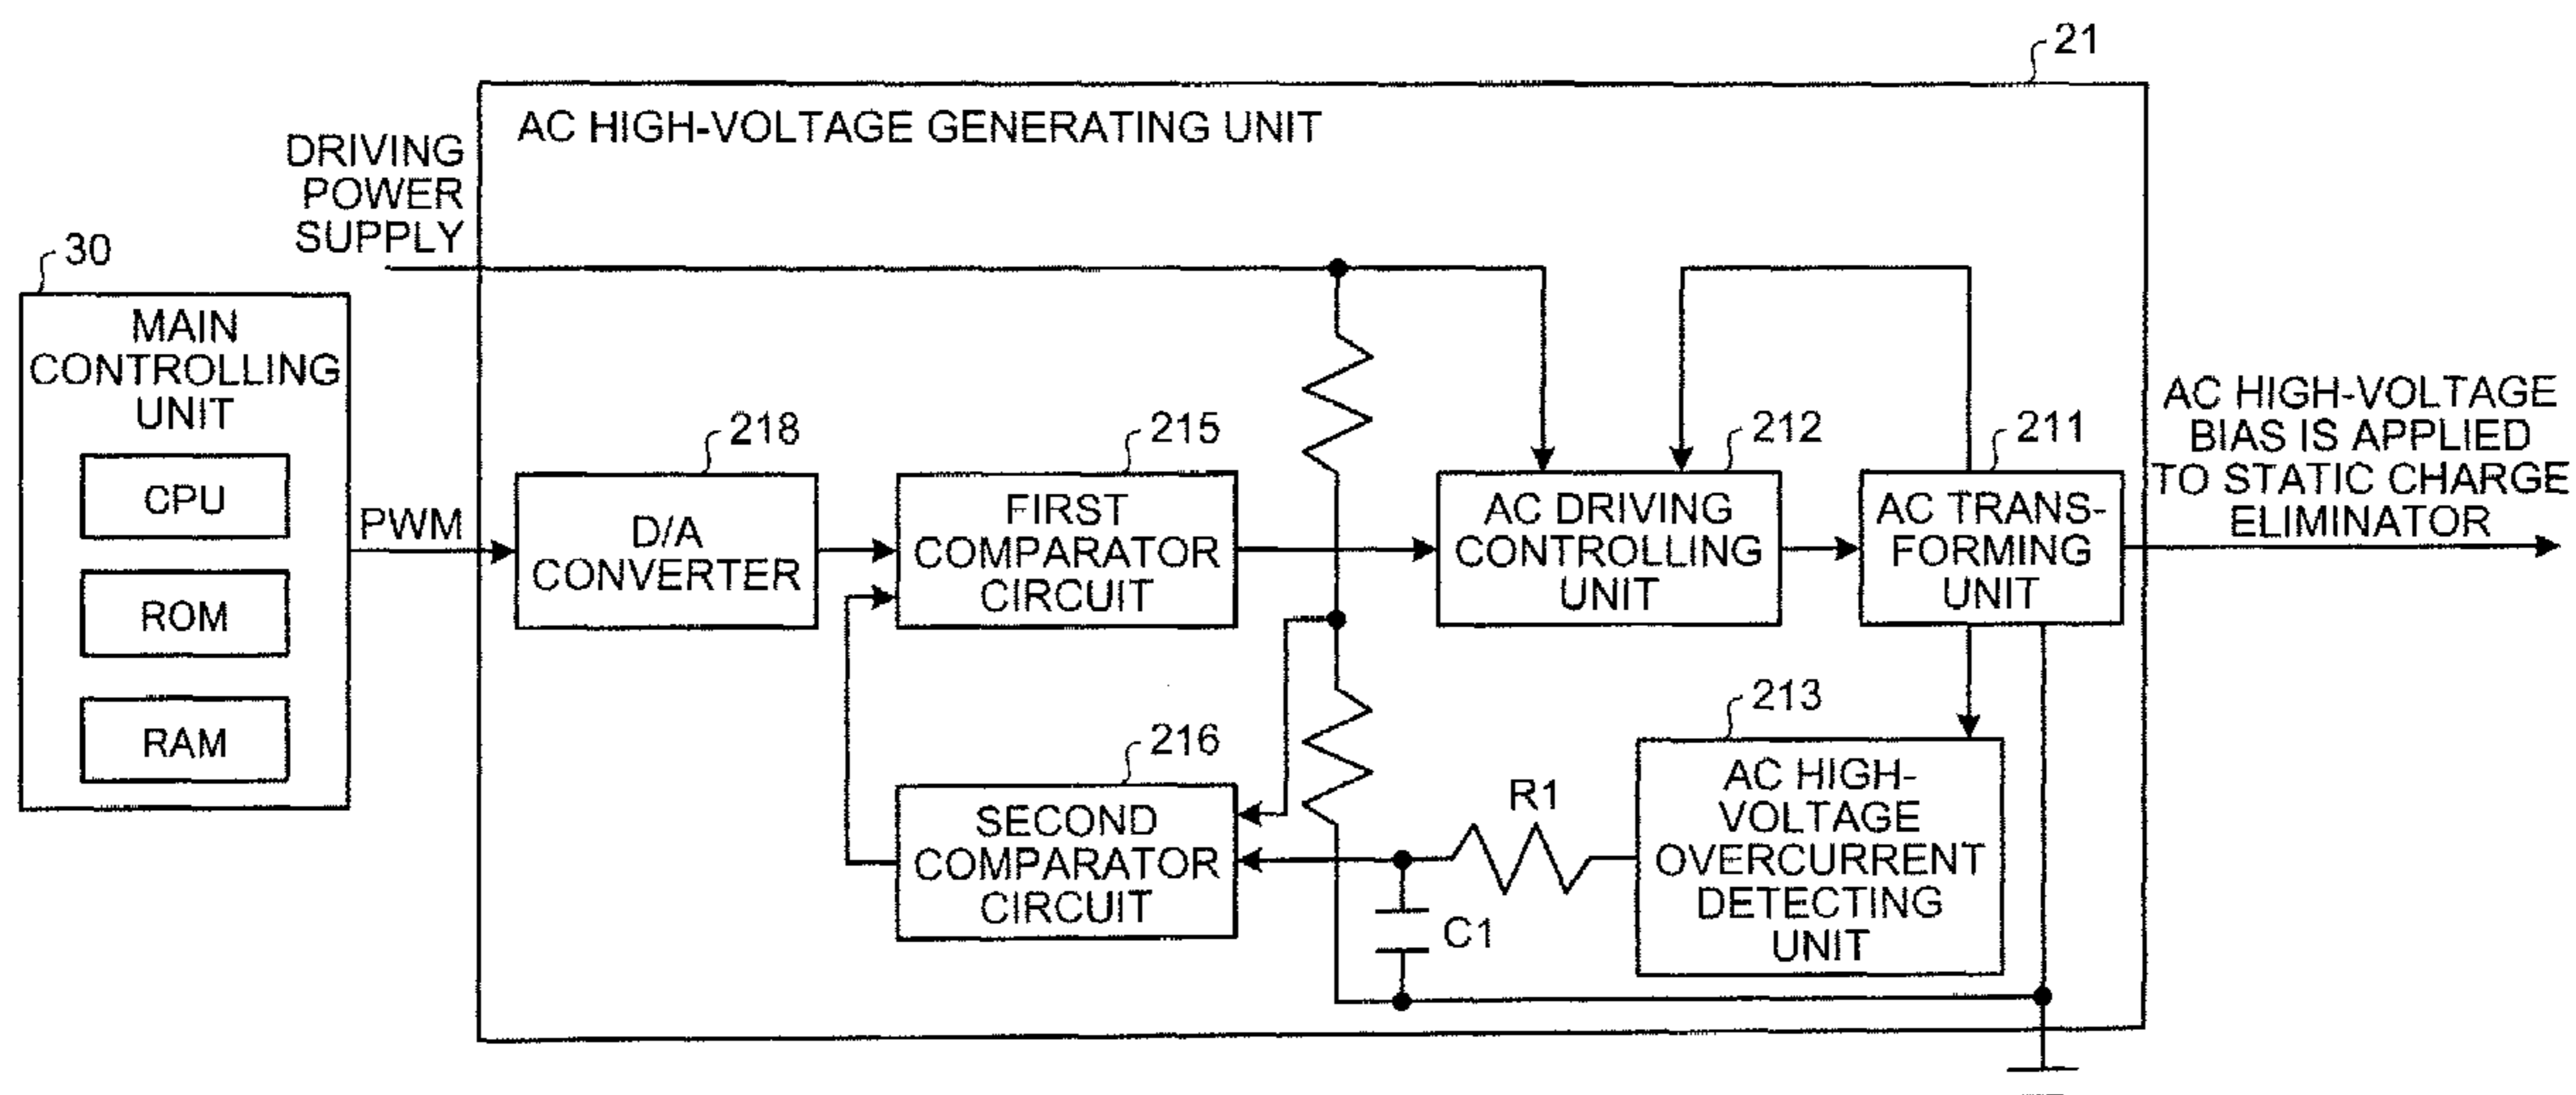 21
AC HIGH-VOLTAGE GENERATING UNIT
DRIVING
POWER
SUPPLY
30
MAIN
CONTROLLING
UNIT
CPU
ROM
RAM
PWM
218
D/A
CONVERTER
215
FIRST
COMPARATOR
CIRCUIT
212
AC DRIVING
CONTROLLING
UNIT
211
AC TRANS-
FORMING
UNIT
AC HIGH-VOLTAGE
BIAS IS APPLIED
TO STATIC CHARGE
ELIMINATOR
216
SECOND
COMPARATOR
CIRCUIT
R1
C1
213
AC HIGH-
VOLTAGE
OVERCURRENT
DETECTING
UNIT